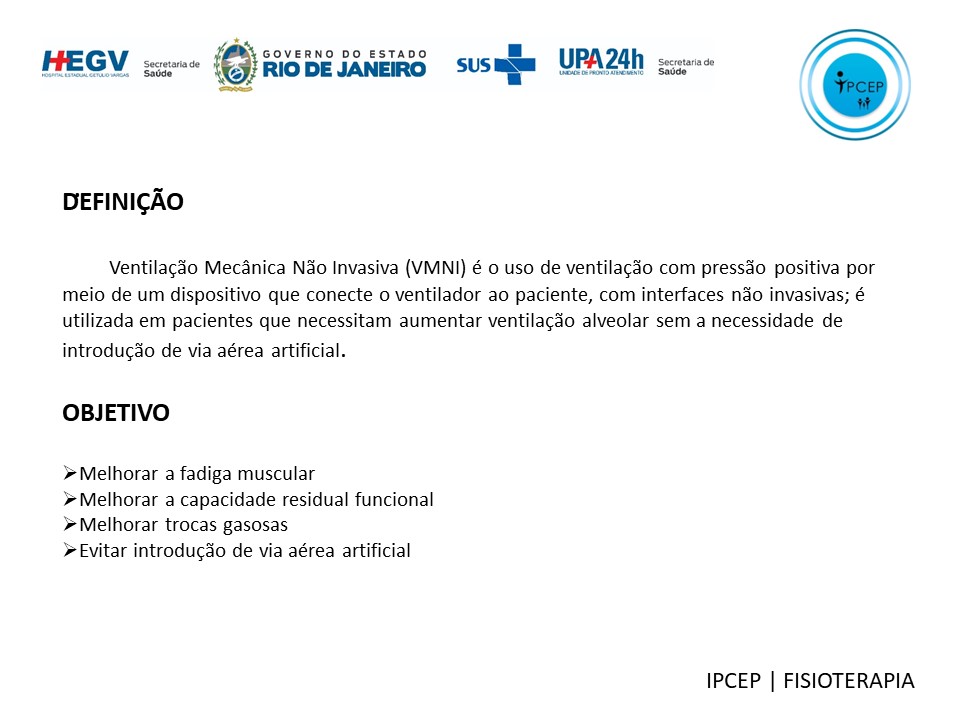 HEGV
HOSPITAL ESTADUAL GETÚLIO VARGAS
Secretaria de
Saúde
GOVERNO DO ESTADO
RIO DE JANEIRO
SUS
UPA 24h
UNIDADE DE PRONTO ATENDIMENTO
Secretaria de
Saúde
IPCEP
DEFINIÇÃO
Ventilação Mecânica Não Invasiva (VMNI) é o uso de ventilação com pressão positiva por
meio de um dispositivo que conecte o ventilador ao paciente, com interfaces não invasivas; é
utilizada em pacientes que necessitam aumentar ventilação alveolar sem a necessidade de
introdução de via aérea artificial.
OBJETIVO
➢Melhorar a fadiga muscular
➢Melhorar a capacidade residual funcional
➢Melhorar trocas gasosas
➢Evitar introdução de via aérea artificial
IPCEP | FISIOTERAPIA